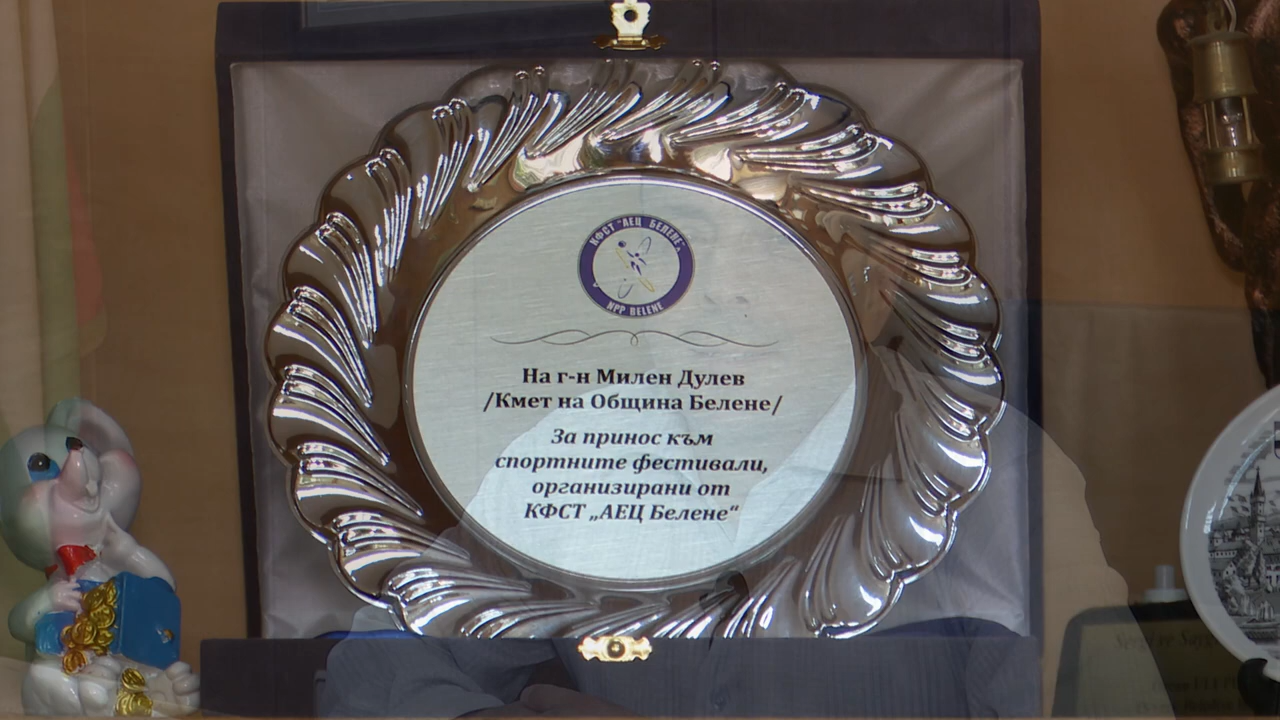 КФСТ "АЕЦ БЕЛЕНЕ"
NPP BELENE
На г-н Милен Дулев
/Кмет на Община Белене/
За принос към
спортните фестивали,
организирани от
КФСТ „АЕЦ Белене“